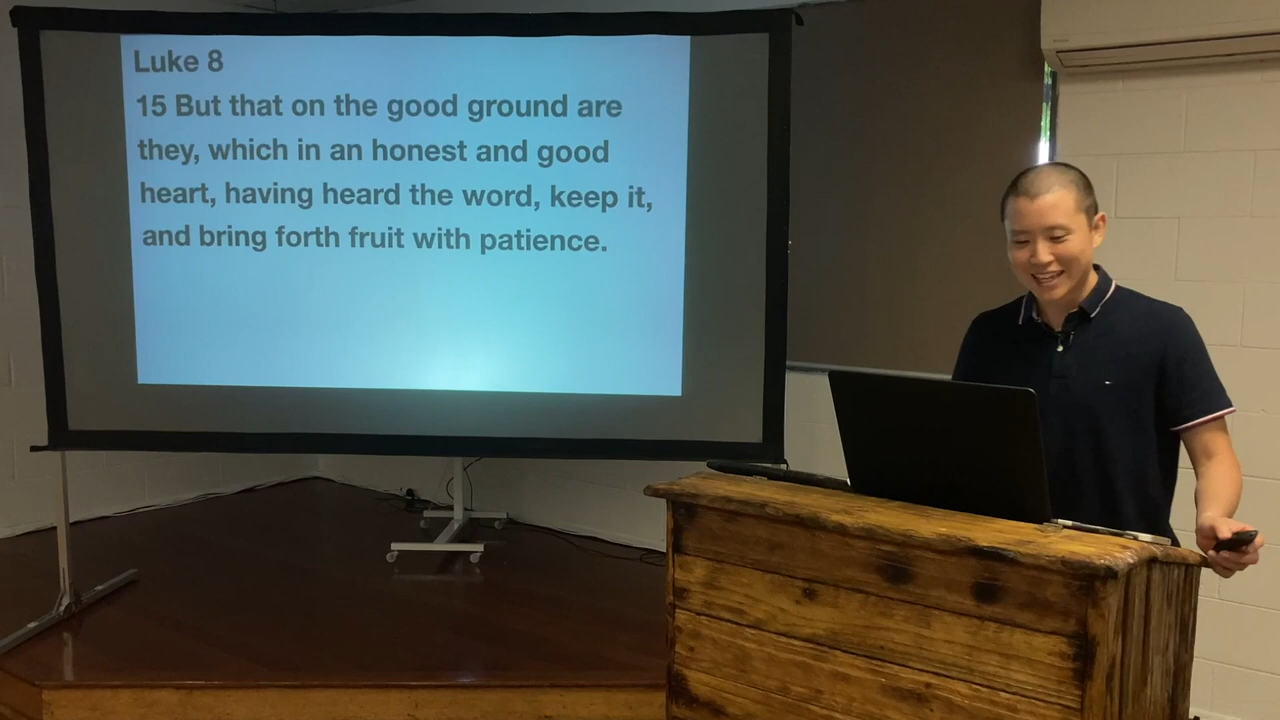 Luke 8
15 But that on the good ground are
they, which in an honest and good
heart, having heard the word, keep it,
and bring forth fruit with patience.